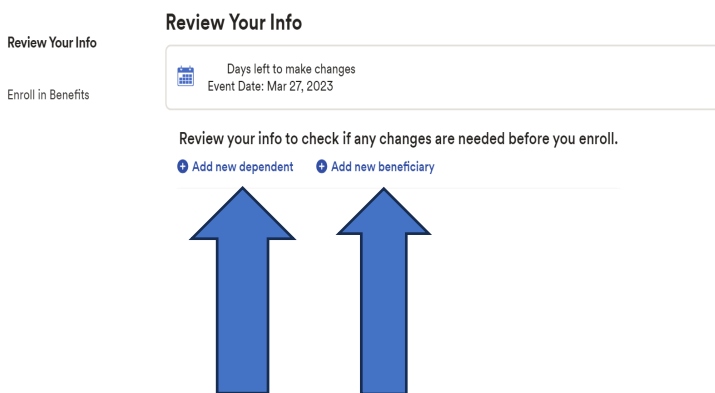 Review Your Info
Review Your Info
Enroll in Benefits
Days left to make changes
Event Date: Mar 27, 2023
Review your info to check if any changes are needed before you enroll.
Add new dependent Add new beneficiary